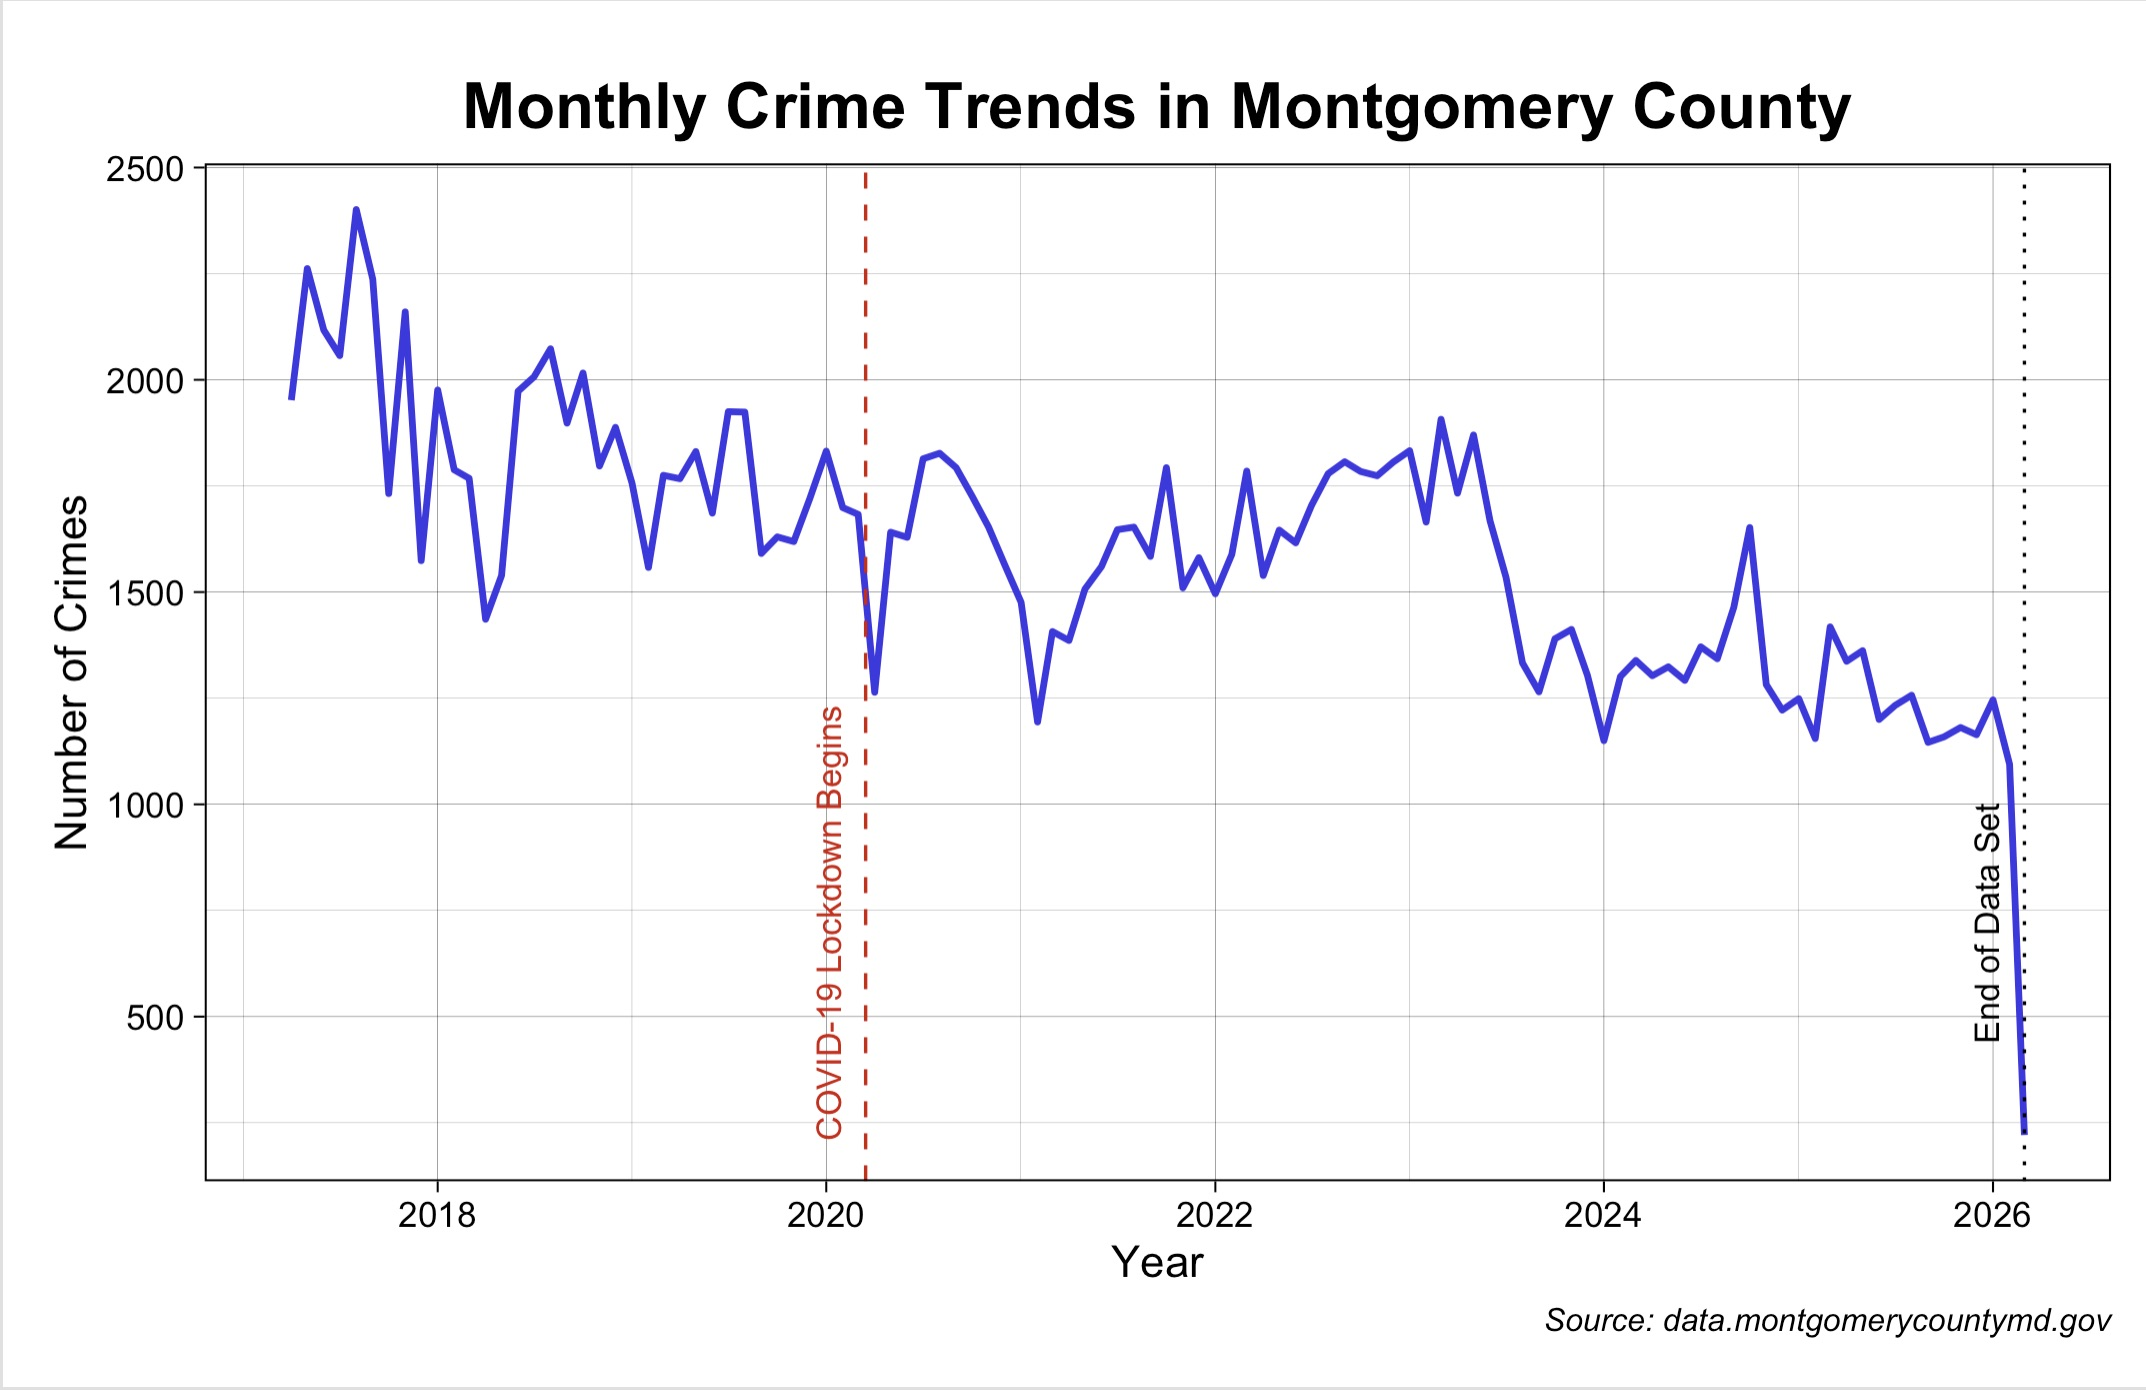 Monthly Crime Trends in Montgomery County
2500
2000
1500
1000
500
Number of Crimes
COVID-19 Lockdown Begins
End of Data Set
2018
2020
2022
2024
2026
Year
Source: data.montgomerycountymd.gov